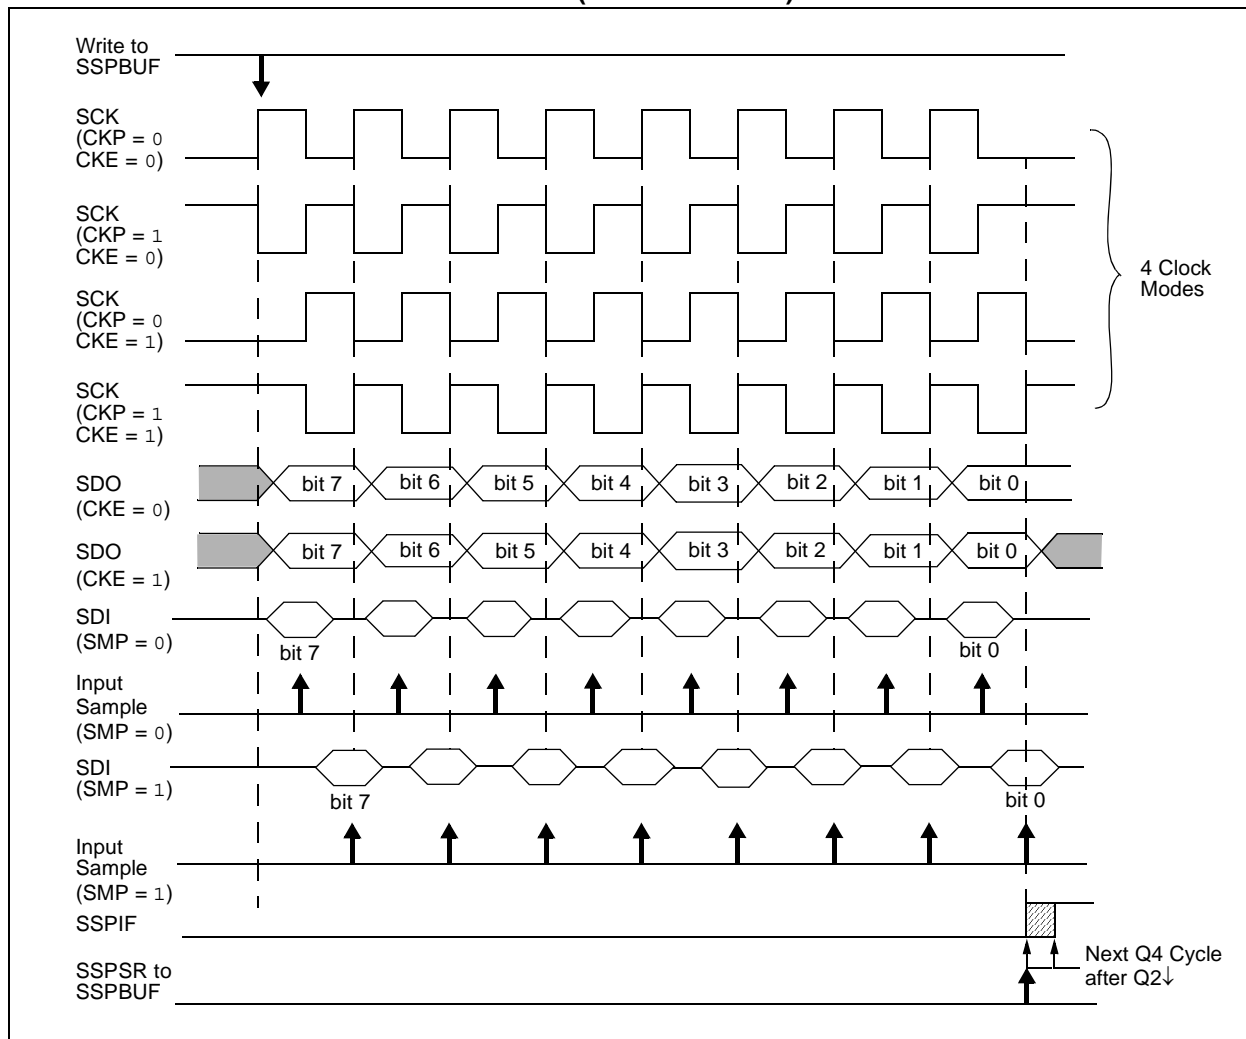 Write to
SSPBUF
SCK
(CKP = 0
CKE = 0)
SCK
(CKP = 1
CKE = 0)
SCK
(CKP = 0
CKE = 1)
SCK
(CKP = 1
CKE = 1)
4 Clock
Modes
SDO
(CKE = 0)
bit 7 bit 6 bit 5 bit 4 bit 3 bit 2 bit 1 bit 0
SDO
(CKE = 1)
bit 7 bit 6 bit 5 bit 4 bit 3 bit 2 bit 1 bit 0
SDI
(SMP = 0)
bit 7 bit 0
Input
Sample
(SMP = 0)
SDI
(SMP = 1)
bit 7 bit 0
Input
Sample
(SMP = 1)
SSPIF
SSPSR to
SSPBUF
Next Q4 Cycle
after Q2↓